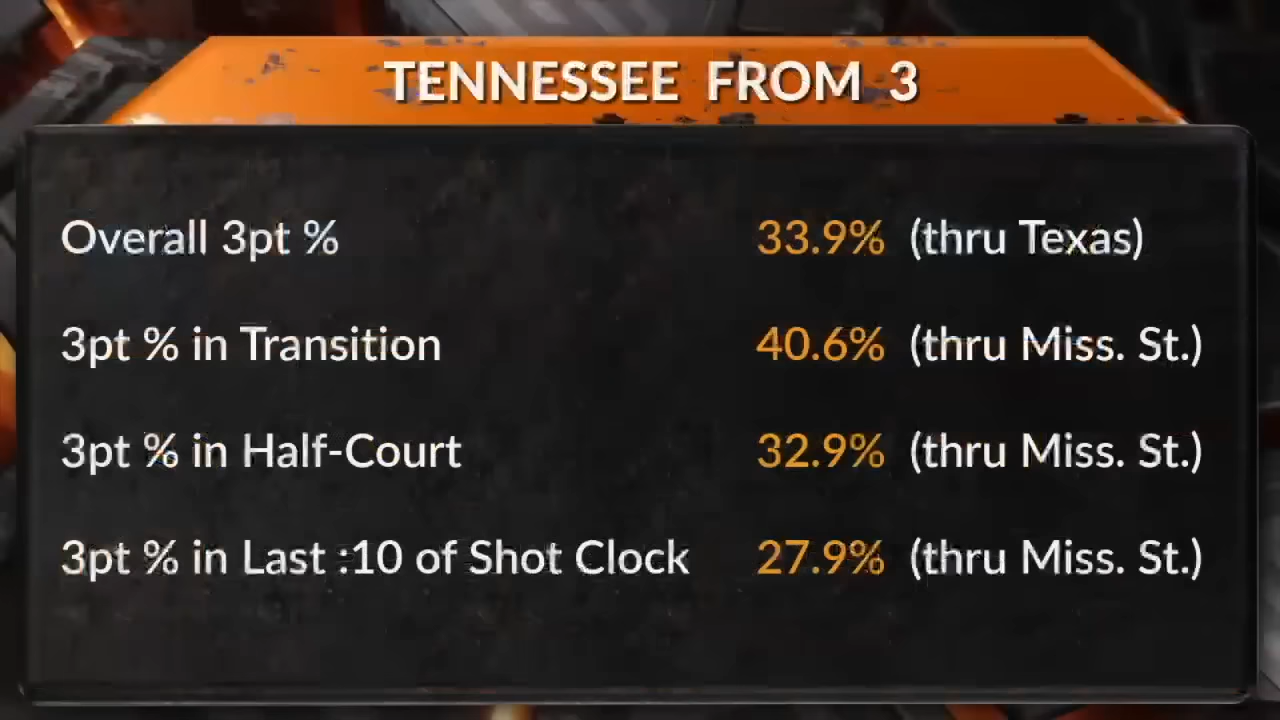 TENNESSEE FROM 3
Overall 3pt % 33.9% (thru Texas)
3pt % in Transition 40.6% (thru Miss. St.)
3pt % in Half-Court 32.9% (thru Miss. St.)
3pt % in Last :10 of Shot Clock 27.9% (thru Miss. St.)